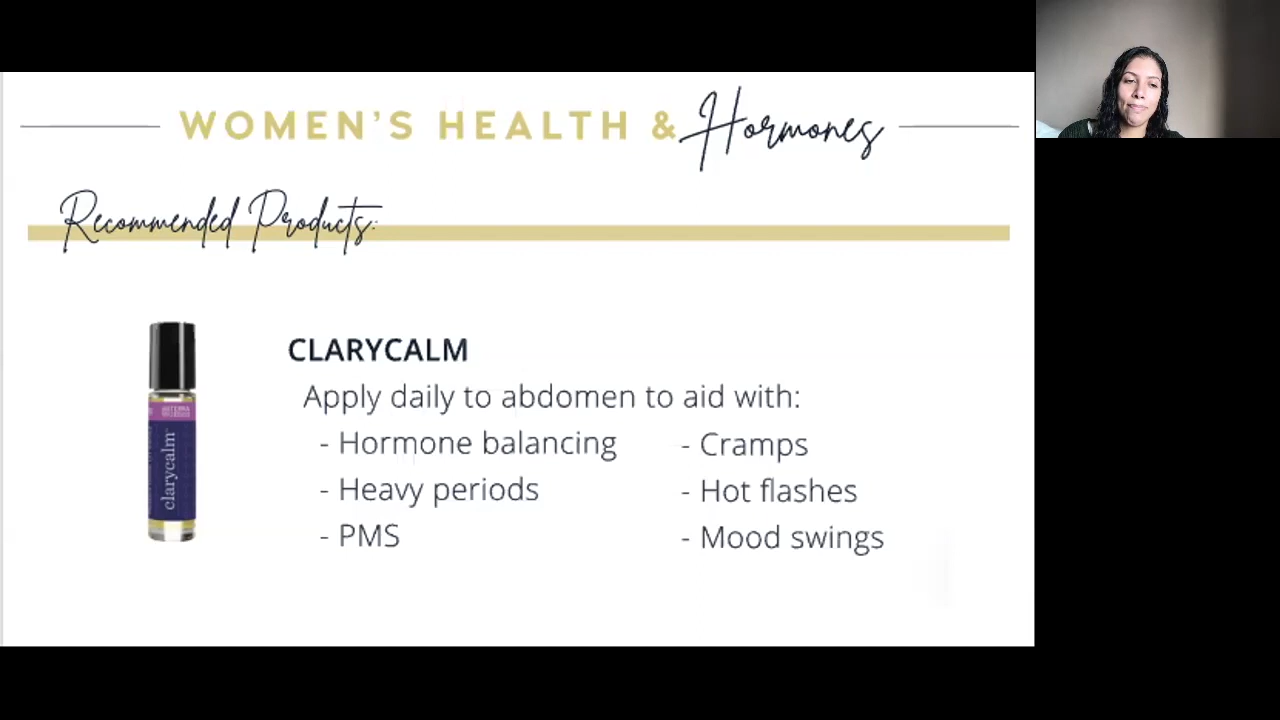 WOMEN'S HEALTH & Hormones
Recommended Products:
CLARYCALM
Apply daily to abdomen to aid with:
- Hormone balancing
- Heavy periods
- PMS
- Cramps
- Hot flashes
- Mood swings
clarycalm